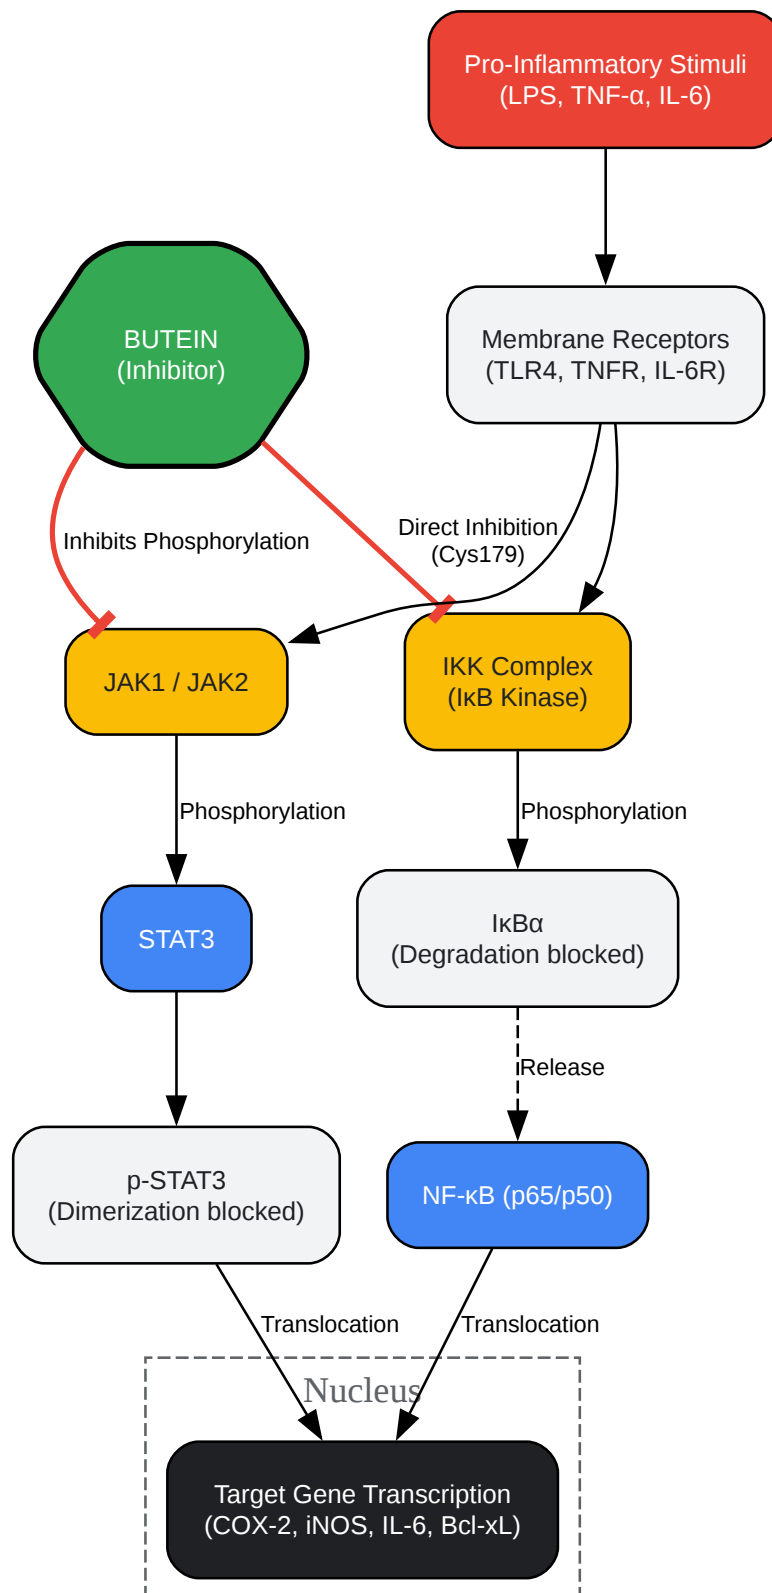 Pro-Inflammatory Stimuli
(LPS, TNF-α, IL-6)
BUTEIN
(Inhibitor)
Membrane Receptors
(TLR4, TNFR, IL-6R)
Inhibits Phosphorylation
Direct Inhibition
(Cys179)
JAK1 / JAK2
IKK Complex
(IκB Kinase)
Phosphorylation
Phosphorylation
STAT3
IκBα
(Degradation blocked)
Release
p-STAT3
(Dimerization blocked)
NF-κB (p65/p50)
Translocation
Translocation
Nucleus
Target Gene Transcription
(COX-2, iNOS, IL-6, Bcl-xL)